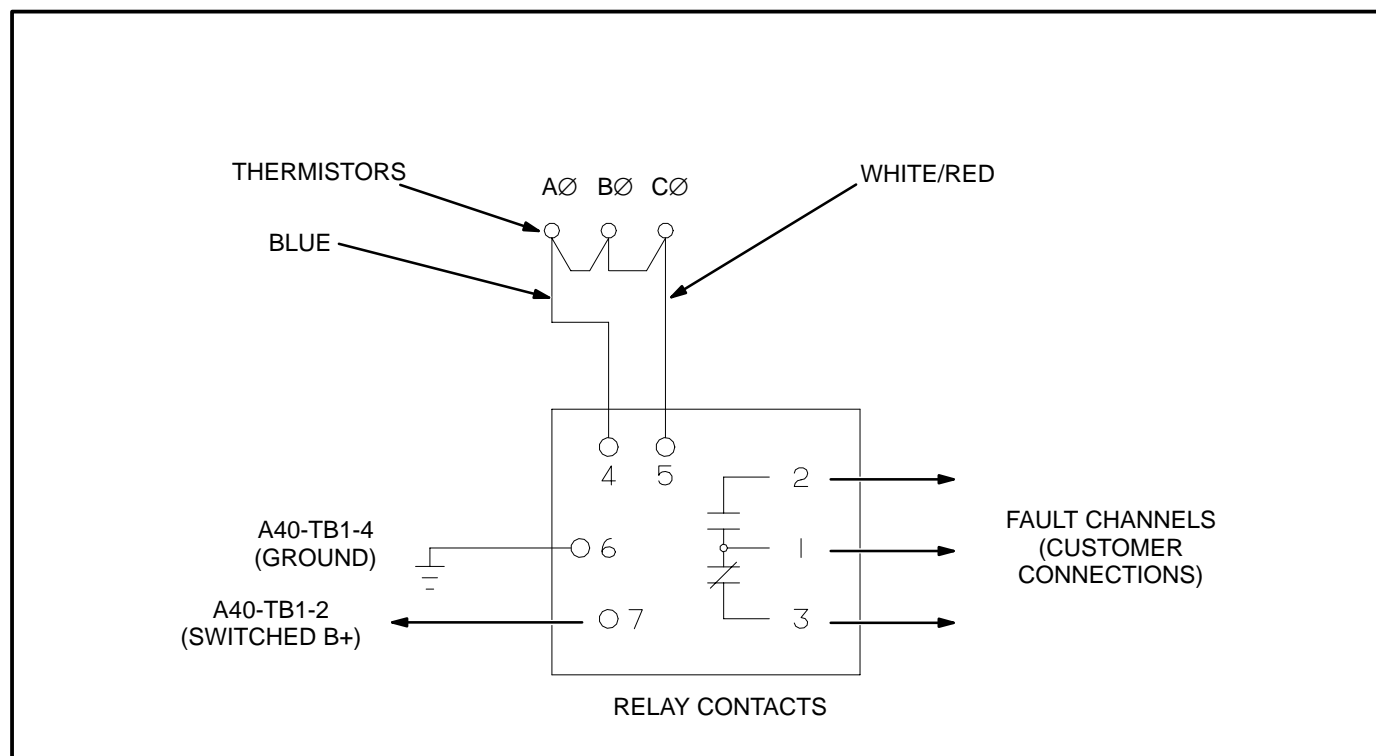 THERMISTORS
AØ BØ CØ
WHITE/RED
BLUE
4 5
2
A40-TB1-4
(GROUND)
6
1
FAULT CHANNELS
(CUSTOMER
CONNECTIONS)
A40-TB1-2
(SWITCHED B+)
7
3
RELAY CONTACTS